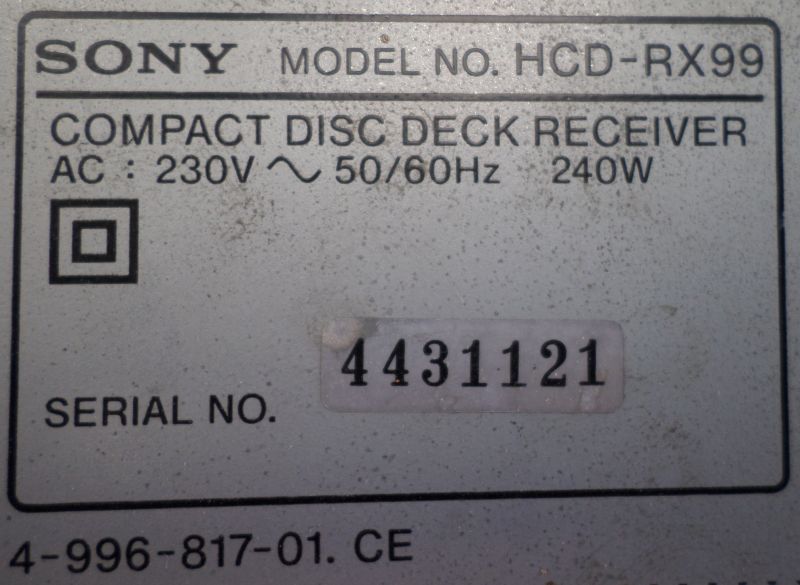 SONY MODEL NO. HCD-RX99
COMPACT DISC DECK RECEIVER
AC : 230V ~ 50/60Hz 240W
4431121
SERIAL NO.
4-996-817-01. CE